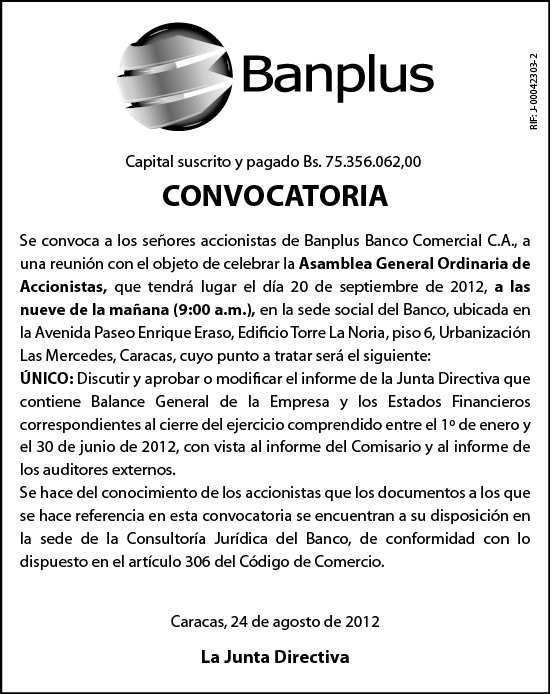 Banplus
RIF: J-00042303-2
Capital suscrito y pagado Bs. 75.356.062,00
CONVOCATORIA
Se convoca a los señores accionistas de Banplus Banco Comercial C.A., a
una reunión con el objeto de celebrar la Asamblea General Ordinaria de
Accionistas, que tendrá lugar el día 20 de septiembre de 2012, a las
nueve de la mañana (9:00 a.m.), en la sede social del Banco, ubicada en
la Avenida Paseo Enrique Eraso, Edificio Torre La Noria, piso 6, Urbanización
Las Mercedes, Caracas, cuyo punto a tratar será el siguiente:
ÚNICO: Discutir y aprobar o modificar el informe de la Junta Directiva que
contiene Balance General de la Empresa y los Estados Financieros
correspondientes al cierre del ejercicio comprendido entre el 1º de enero y
el 30 de junio de 2012, con vista al informe del Comisario y al informe de
los auditores externos.
Se hace del conocimiento de los accionistas que los documentos a los que
se hace referencia en esta convocatoria se encuentran a su disposición en
la sede de la Consultoría Jurídica del Banco, de conformidad con lo
dispuesto en el artículo 306 del Código de Comercio.
Caracas, 24 de agosto de 2012
La Junta Directiva